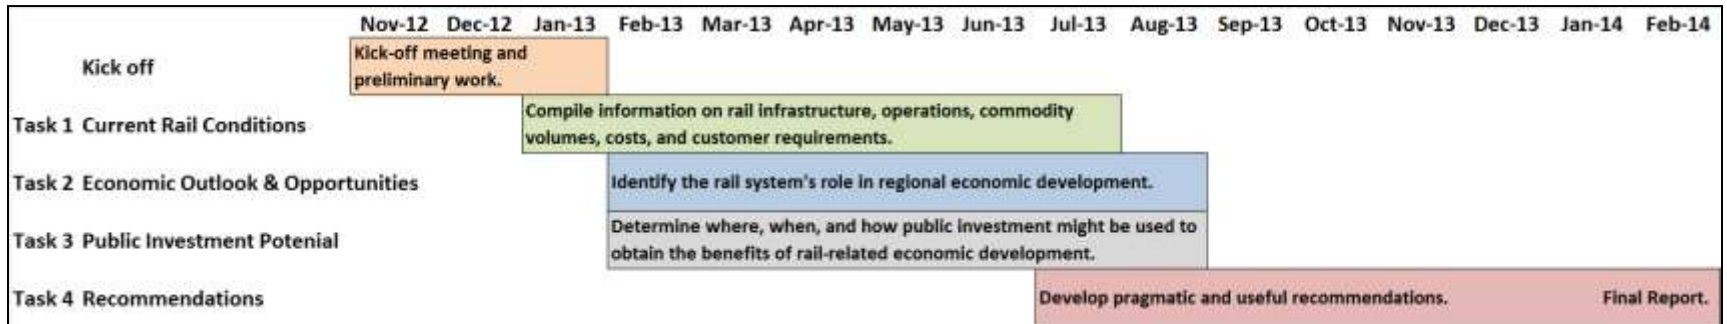 Nov-12 Dec-12 Jan-13 Feb-13 Mar-13 Apr-13 May-13 Jun-13 Jul-13 Aug-13 Sep-13 Oct-13 Nov-13 Dec-13 Jan-14 Feb-14
Kick off
Kick-off meeting and
preliminary work.
Task 1 Current Rail Conditions
Compile information on rail infrastructure, operations, commodity
volumes, costs, and customer requirements.
Task 2 Economic Outlook & Opportunities
Identify the rail system's role in regional economic development.
Task 3 Public Investment Potenial
Determine where, when, and how public investment might be used to
obtain the benefits of rail-related economic development.
Task 4 Recommendations
Develop pragmatic and useful recommendations. Final Report.